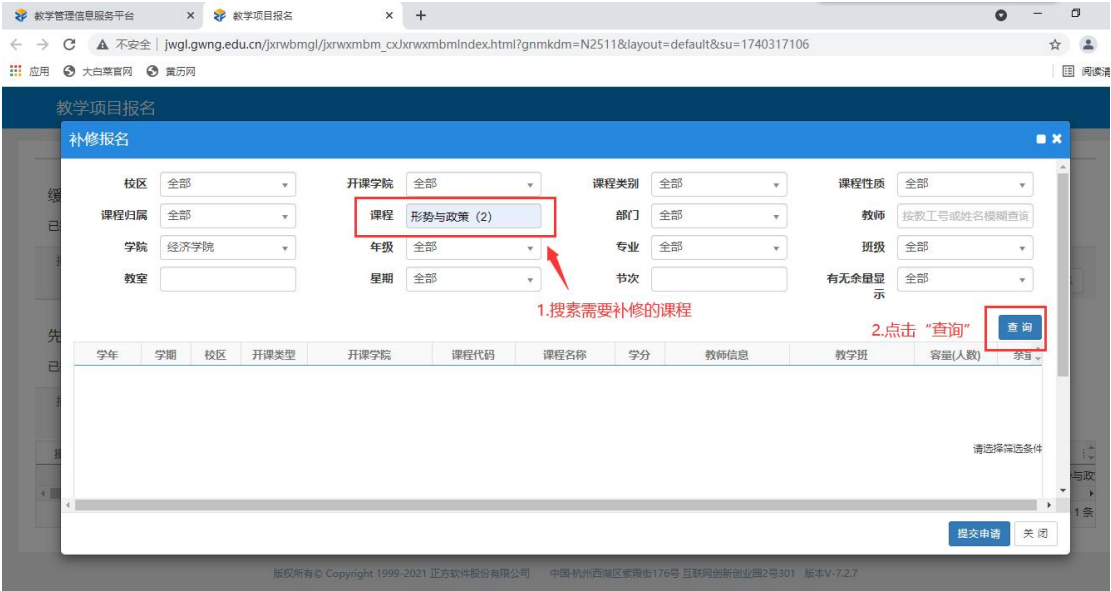 教学管理信息服务平台 教学项目报名
不安全 jwgl.gwng.edu.cn/jxrwbmgl/jxrwxmbm_cxJxrwxmbmIndex.html?gnmkdm=N2511&layout=default&su=1740317106
应用 大白菜官网 黄历网 阅读清
教学项目报名
补修报名
校区 全部 开课学院 全部 课程类别 全部 课程性质 全部
课程归属 全部 课程 形势与政策（2） 部门 全部 教师 按教工号或姓名模糊查询
学院 经济学院 年级 全部 专业 全部 班级 全部
教室 星期 全部 节次 有无余量显示 全部
1.搜素需要补修的课程
2.点击“查询” 查 询
学年 学期 校区 开课类型 开课学院 课程代码 课程名称 学分 教师信息 教学班 容量(人数)
请选择筛选条件
缓
已
先
已
与政
1 条
提交申请 关 闭
版权所有© Copyright 1999-2021 正方软件股份有限公司 中国·杭州西湖区紫霞街176号 互联网创新创业园2号301 版本V-7.2.7